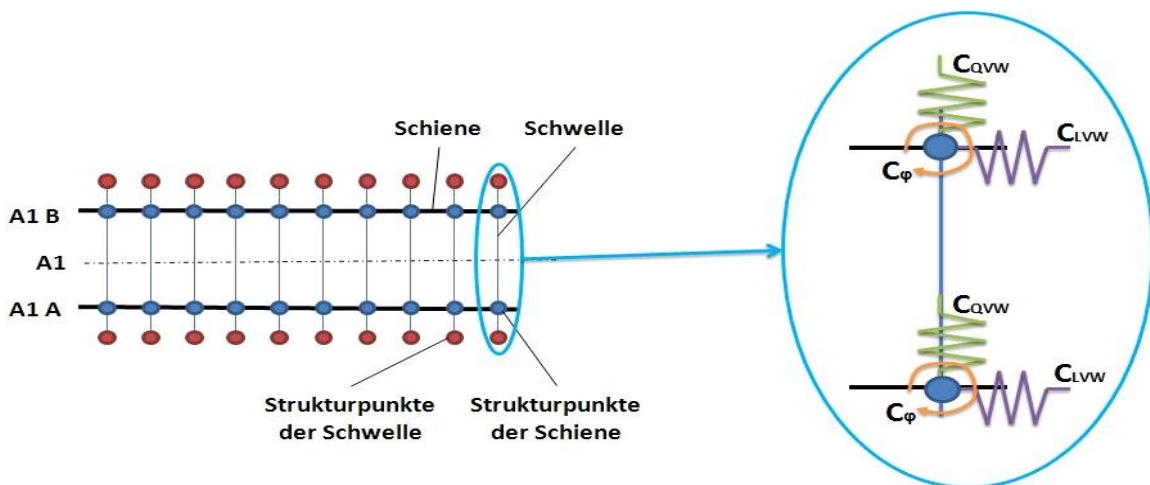 Schiene
Schwelle
A1 B
A1
A1 A
Strukturpunkte
der Schwelle
Strukturpunkte
der Schiene
CQVW
CLVW
Cφ
CQVW
CLVW
Cφ